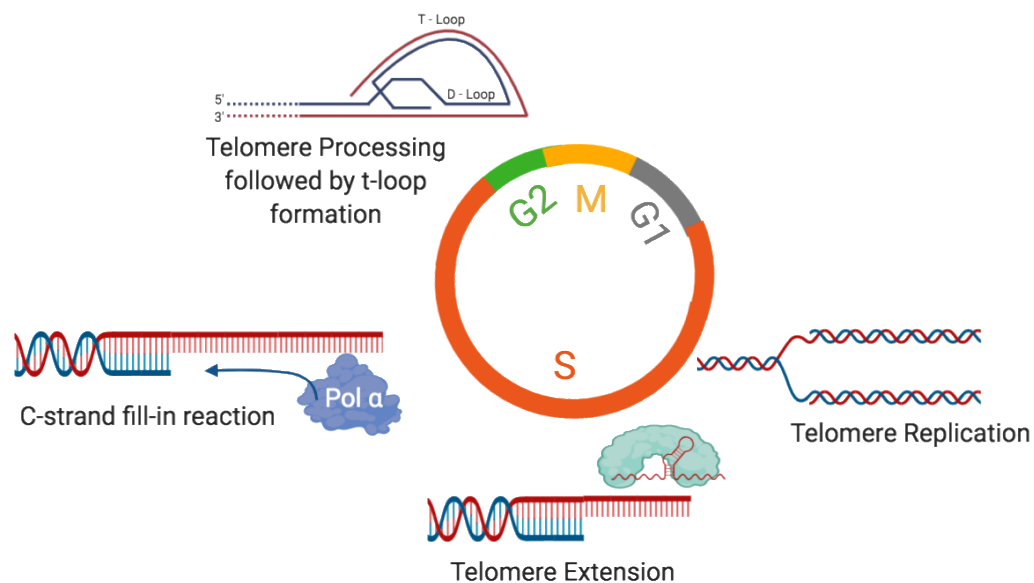 T - Loop
5'
D - Loop
3'
Telomere Processing
followed by t-loop
formation
G2
M
G1
S
Pol α
C-strand fill-in reaction
Telomere Replication
Telomere Extension